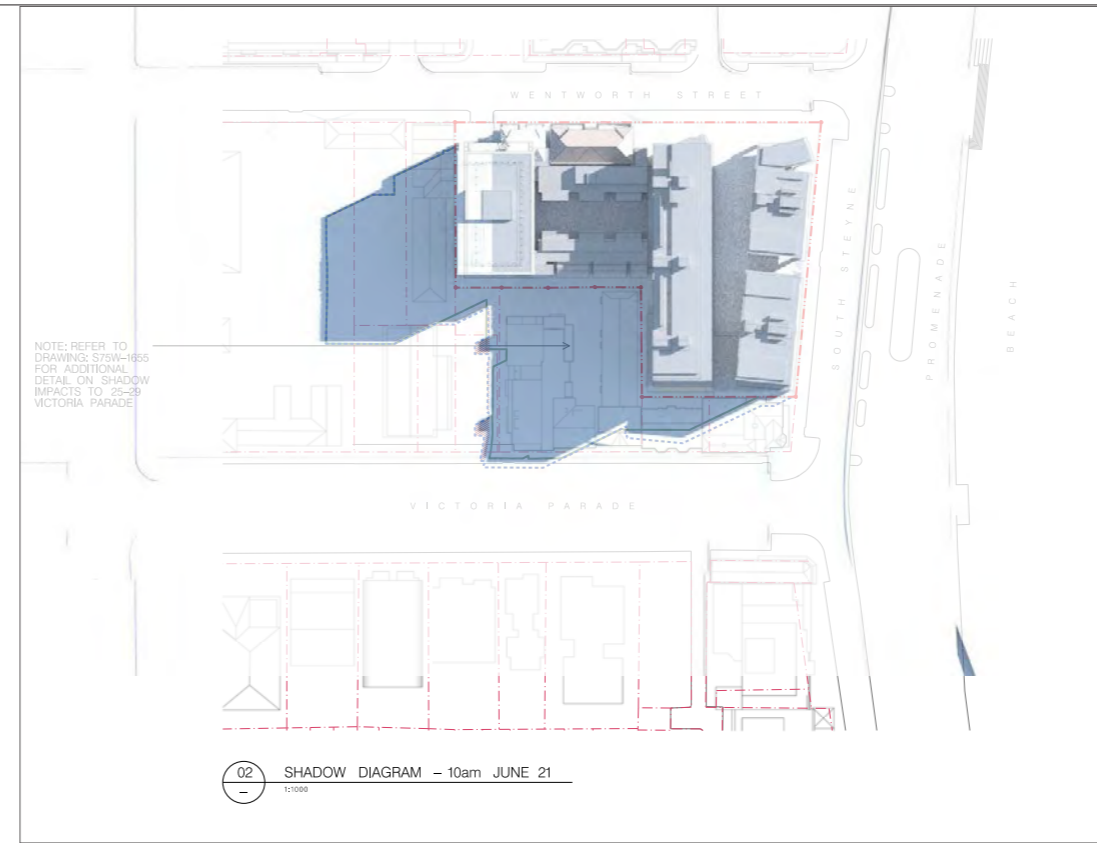 WENTWORTH STREET
SOUTH STEYNE
PROMENADE
BEACH
NOTE: REFER TO
DRAWING: S75W-1655
FOR ADDITIONAL
DETAIL ON SHADOW
IMPACTS TO 25-29
VICTORIA PARADE
VICTORIA PARADE
02
SHADOW DIAGRAM - 10am JUNE 21
-
1:1000